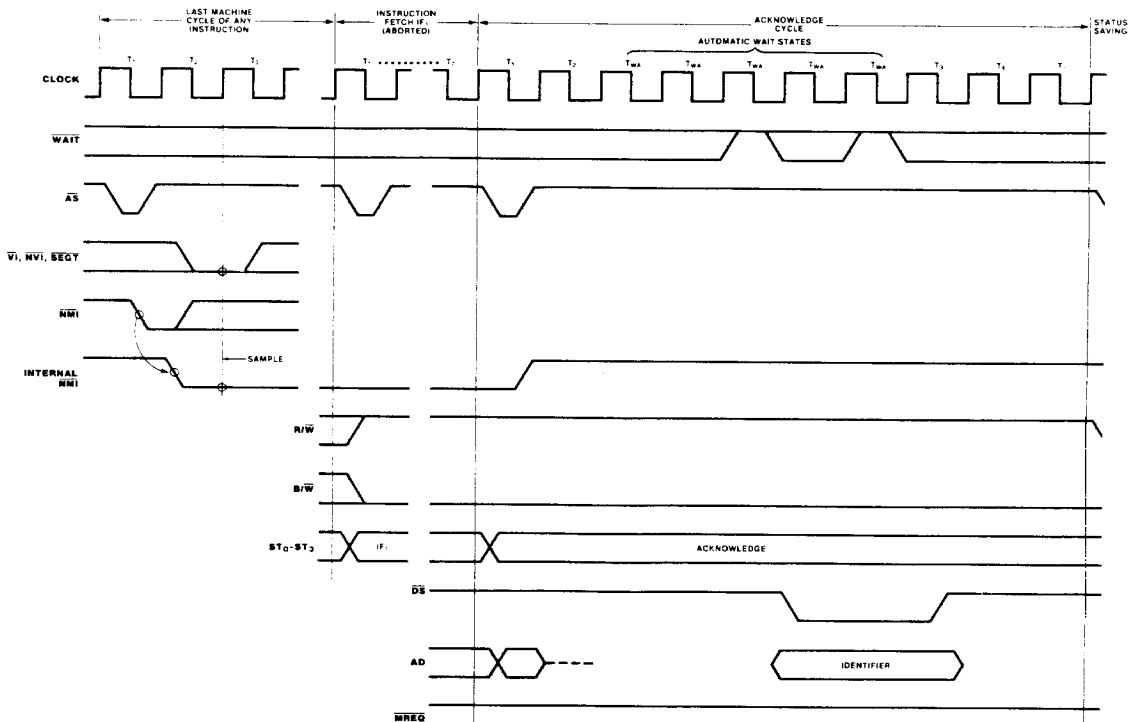 LAST MACHINE
CYCLE OF ANY
INSTRUCTION
INSTRUCTION
FETCH IF₁
(ABORTED)
ACKNOWLEDGE
CYCLE
STATUS
SAVING
AUTOMATIC WAIT STATES
CLOCK
T₁ T₂ T₃ T₁ T₁ T₂ TWA TWA TWA TWA TWA T₃ T₄
WAIT
AS
VI, NVI, SEGT
NMI
SAMPLE
INTERNAL
NMI
R/W
B/W
ST₀-ST₃
IF₁
ACKNOWLEDGE
DS
AD
IDENTIFIER
MREQ